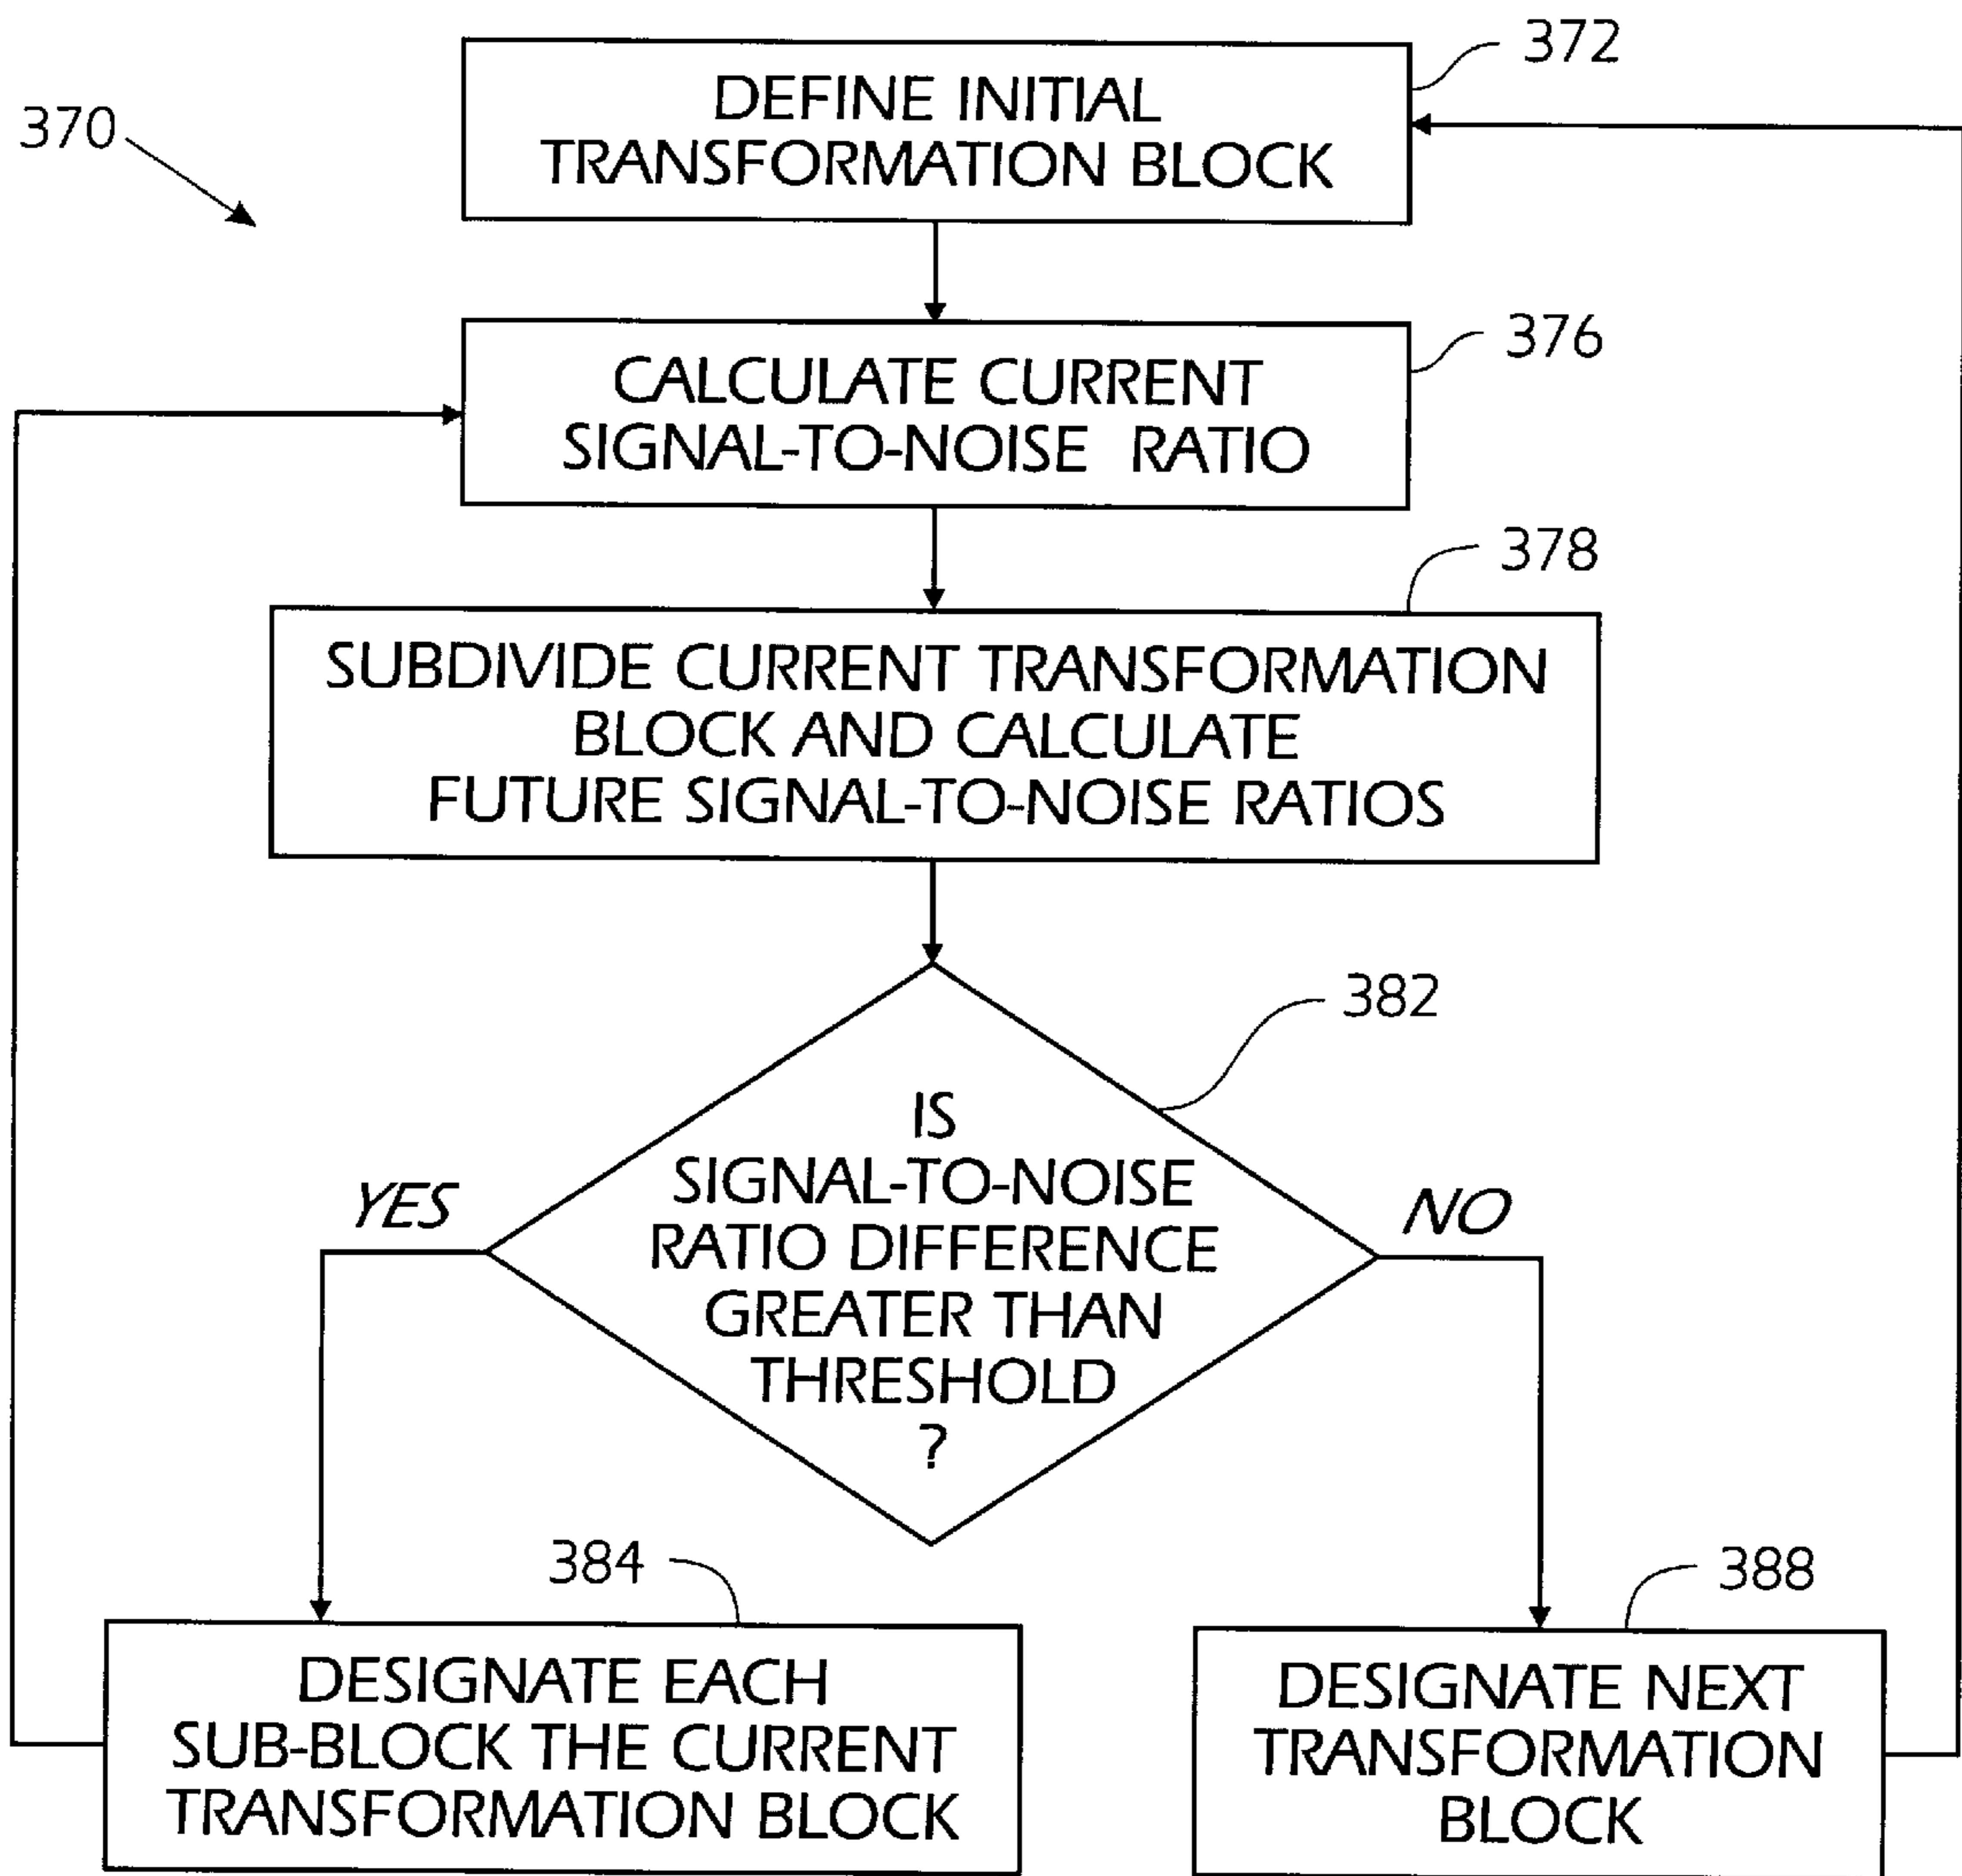 372
DEFINE INITIAL
TRANSFORMATION BLOCK
370
376
CALCULATE CURRENT
SIGNAL-TO-NOISE RATIO
378
SUBDIVIDE CURRENT TRANSFORMATION
BLOCK AND CALCULATE
FUTURE SIGNAL-TO-NOISE RATIOS
382
IS
SIGNAL-TO-NOISE
RATIO DIFFERENCE
GREATER THAN
THRESHOLD
?
YES
NO
384
DESIGNATE EACH
SUB-BLOCK THE CURRENT
TRANSFORMATION BLOCK
388
DESIGNATE NEXT
TRANSFORMATION
BLOCK